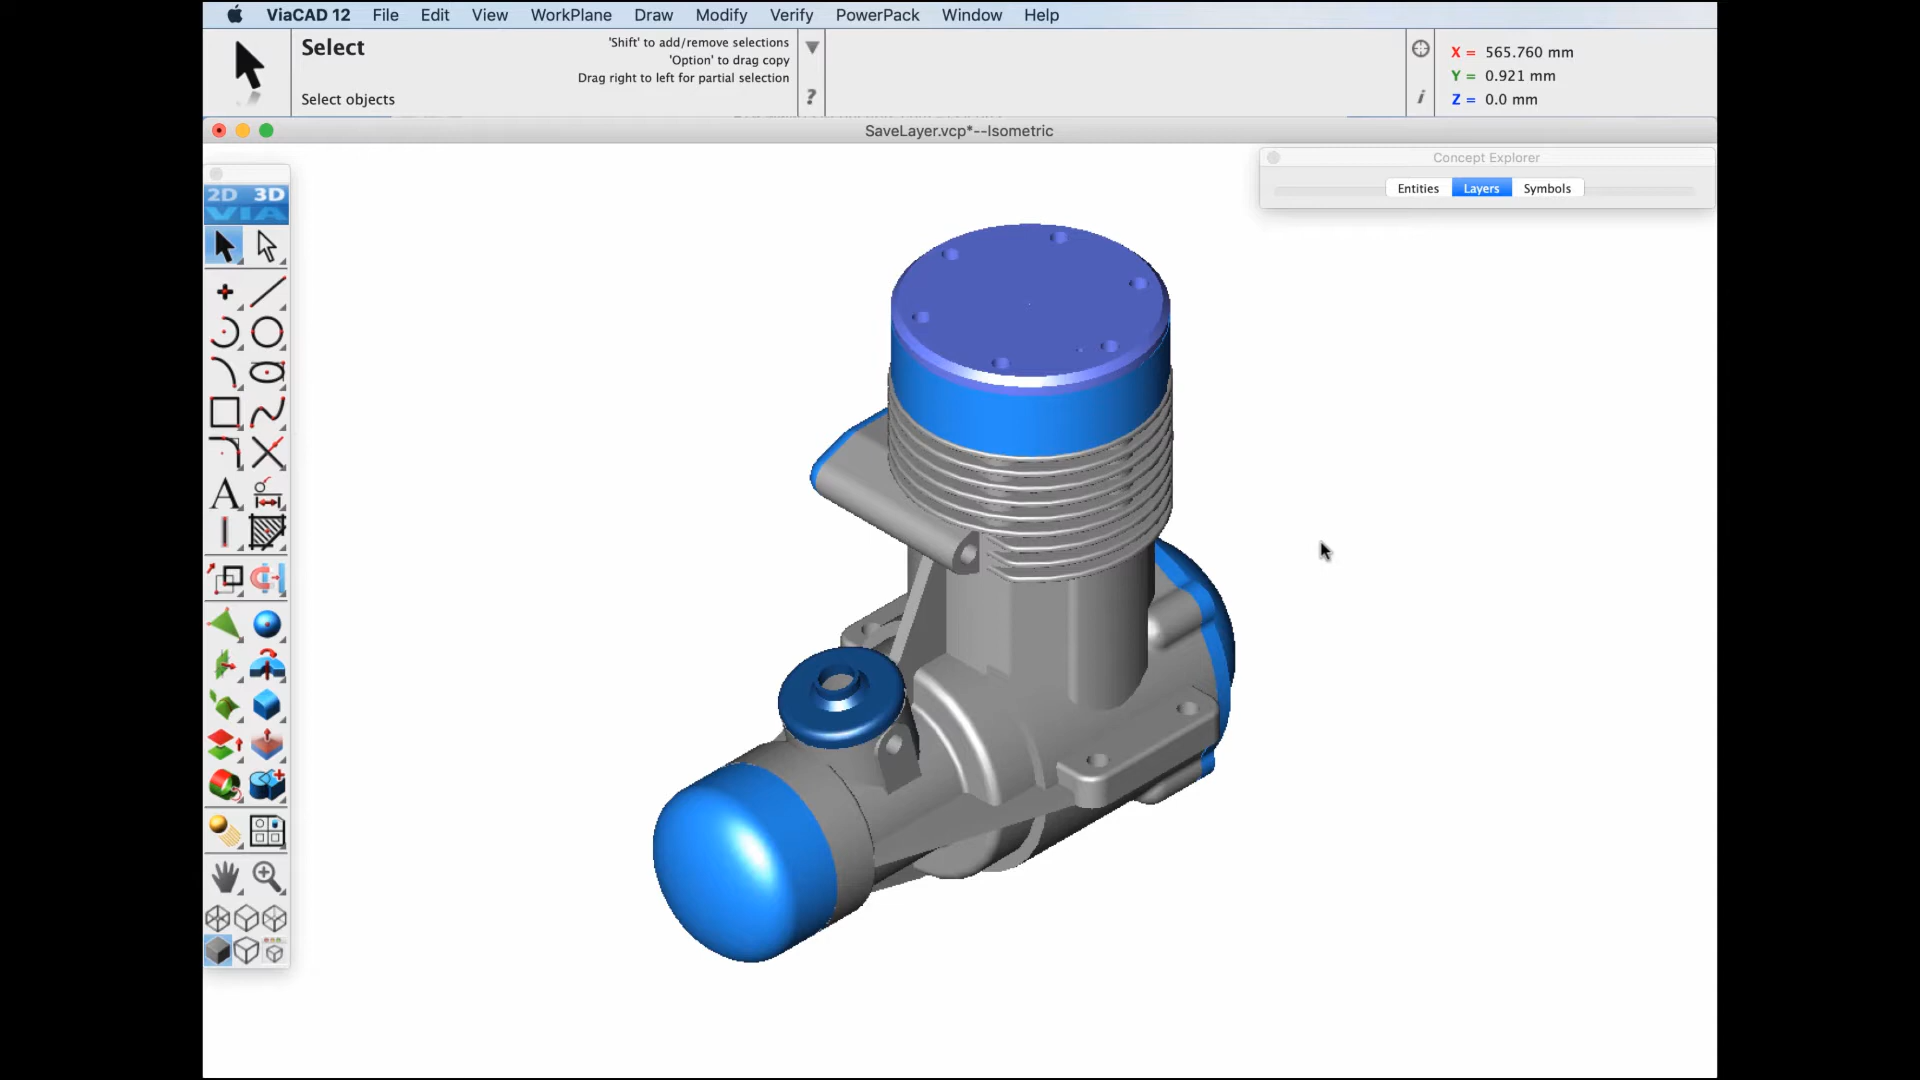 ViaCAD 12 File Edit View WorkPlane Draw Modify Verify PowerPack Window Help
Select
'Shift' to add/remove selections
'Option' to drag copy
Drag right to left for partial selection
Select objects
?
i
X = 565.760 mm
Y = 0.921 mm
Z = 0.0 mm
SaveLayer.vcp*--Isometric
Concept Explorer
Entities Layers Symbols
2D 3D
VIA
A